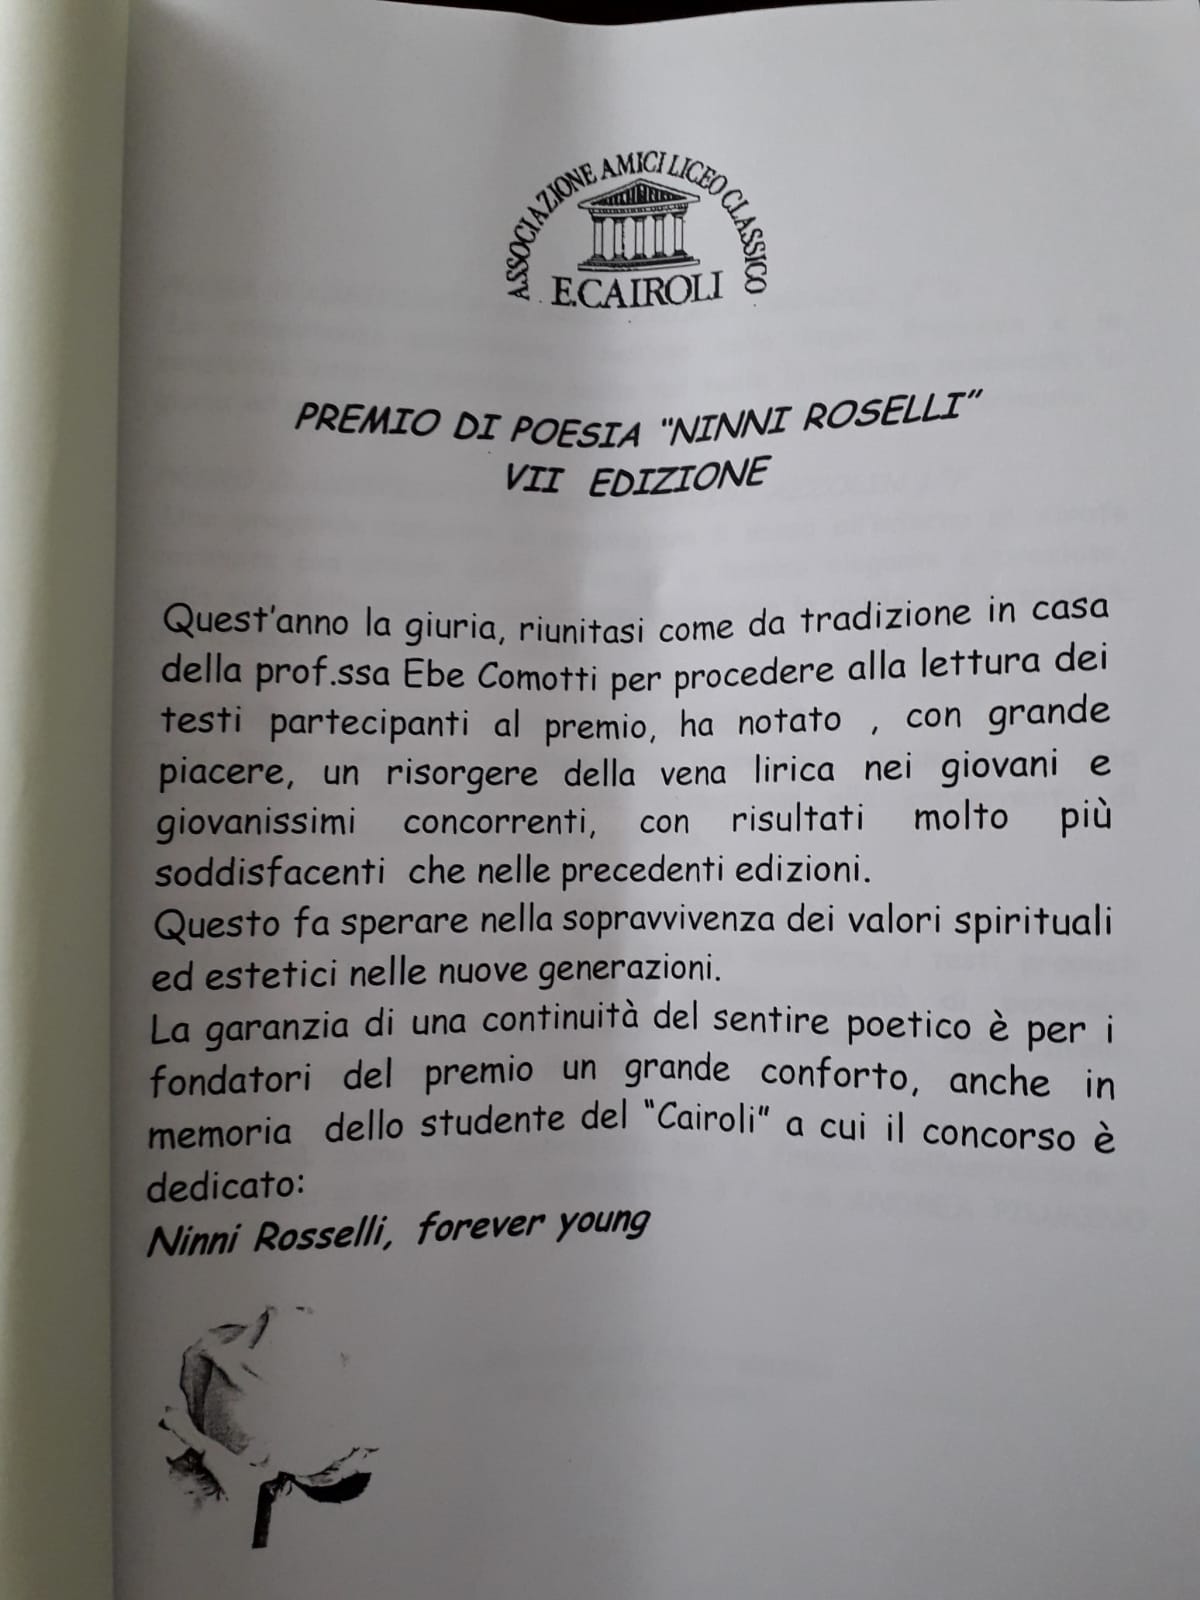 ASSOCIAZIONE AMICI LICEO CLASSICO
E.CAIROLI
PREMIO DI POESIA "NINNI ROSELLI"
VII EDIZIONE
Quest'anno la giuria, riunitasi come da tradizione in casa
della prof.ssa Ebe Comotti per procedere alla lettura dei
testi partecipanti al premio, ha notato , con grande
piacere, un risorgere della vena lirica nei giovani e
giovanissimi concorrenti, con risultati molto più
soddisfacenti che nelle precedenti edizioni.
Questo fa sperare nella sopravvivenza dei valori spirituali
ed estetici nelle nuove generazioni.
La garanzia di una continuità del sentire poetico è per i
fondatori del premio un grande conforto, anche in
memoria dello studente del "Cairoli" a cui il concorso è
dedicato:
Ninni Rosselli, forever young